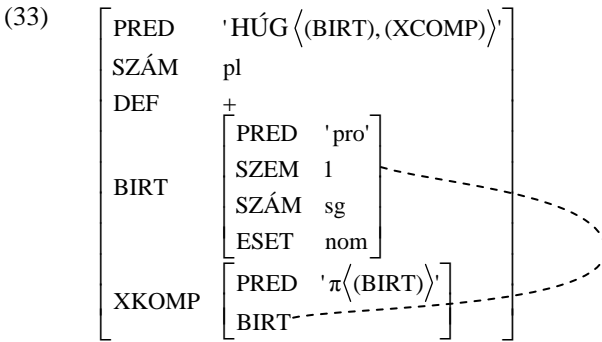 (33)
PRED 'HÚG⟨(BIRT),(XCOMP)⟩'
SZÁM pl
DEF +
BIRT
PRED 'pro'
SZEM 1
SZÁM sg
ESET nom
XKOMP
PRED 'π⟨(BIRT)⟩'
BIRT